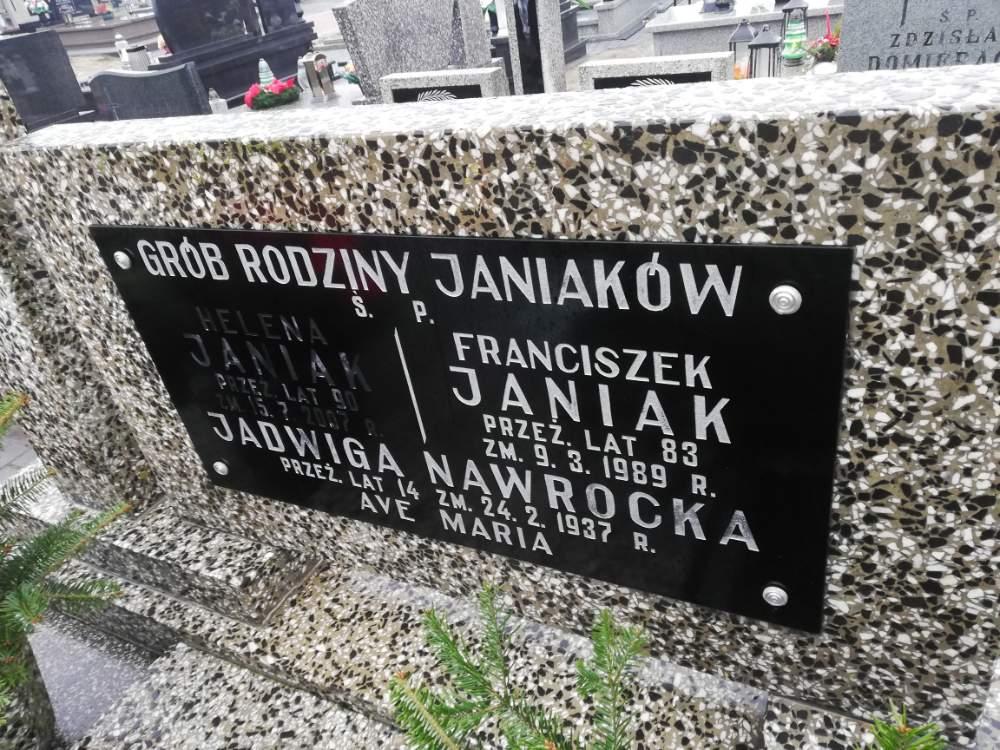 GRÓB RODZINY JANIAKÓW
Ś. P.
HELENA
JANIAK
PRZEŻ. LAT 90
ZM 15. 7. 2007 R.
FRANCISZEK
JANIAK
PRZEŻ. LAT 83
ZM. 9. 3. 1989 R.
JADWIGA NAWROCKA
PRZEŻ. LAT 14 ZM. 24. 2. 1937 R.
AVE MARIA
Ś. P.
ZDZISŁA